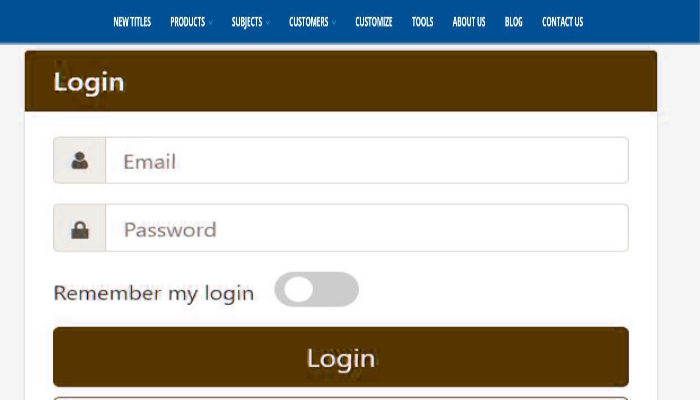 NEW TITLES PRODUCTS SUBJECTS CUSTOMERS CUSTOMIZE TOOLS ABOUT US BLOG CONTACT US
Login
Email
Password
Remember my login
Login